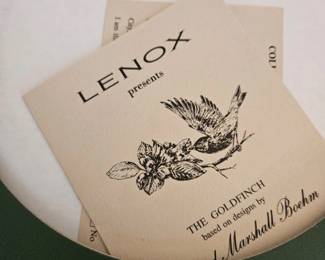 LENOX
presents
THE GOLDFINCH
based on designs by
Marshall Boehm